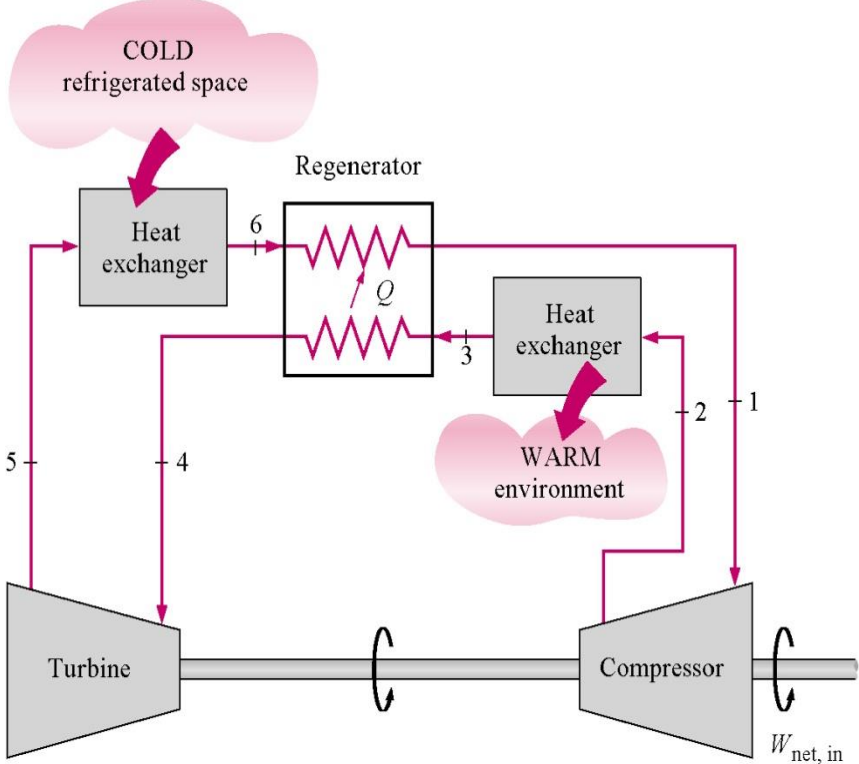 COLD
refrigerated space
Regenerator
6
Heat
exchanger
Q
Heat
exchanger
3
2
1
WARM
environment
5
4
Turbine
Compressor
W net, in